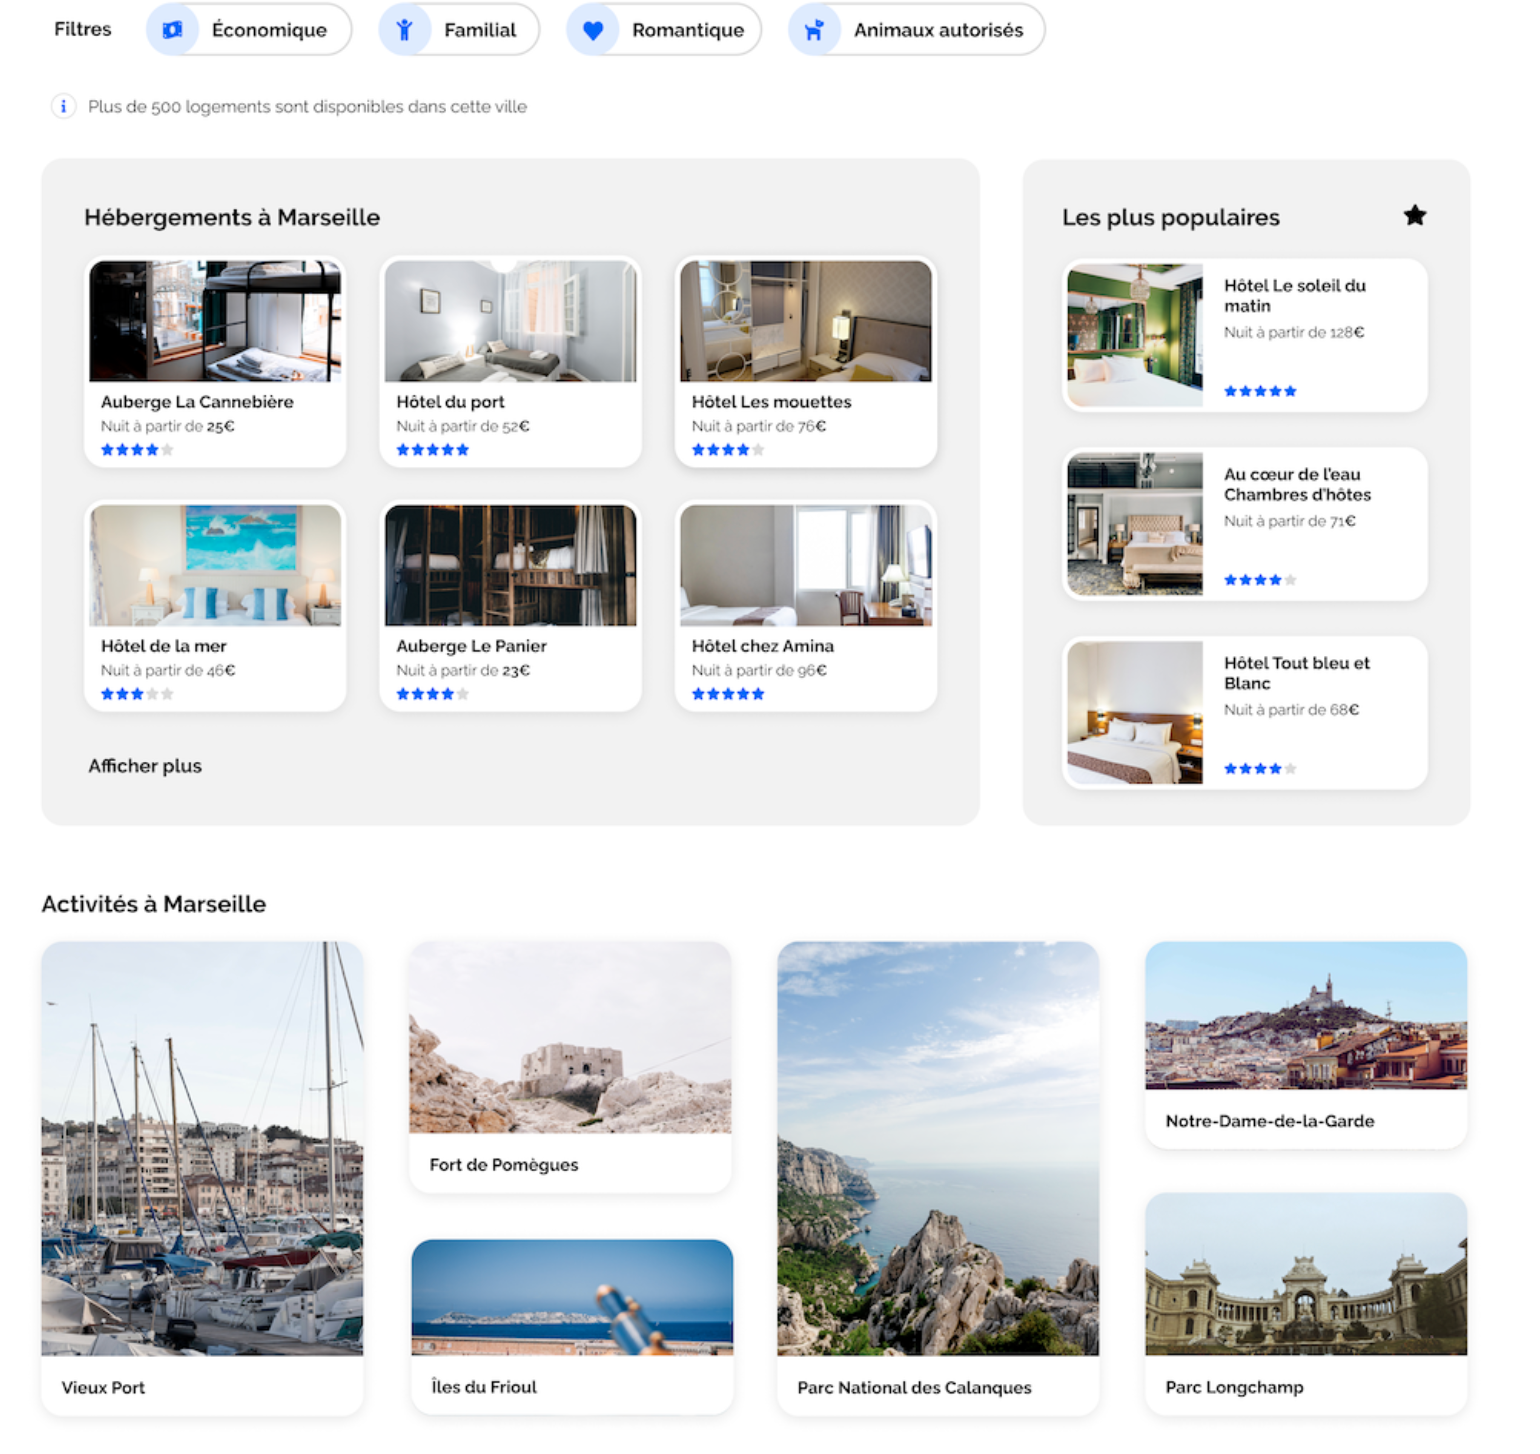 Filtres
Économique
Familial
Romantique
Animaux autorisés
i Plus de 500 logements sont disponibles dans cette ville
Hébergements à Marseille
Auberge La Cannebière
Nuit à partir de 25€
Hôtel du port
Nuit à partir de 52€
Hôtel Les mouettes
Nuit à partir de 76€
Hôtel de la mer
Nuit à partir de 46€
Auberge Le Panier
Nuit à partir de 23€
Hôtel chez Amina
Nuit à partir de 96€
Afficher plus
Les plus populaires
Hôtel Le soleil du
matin
Nuit à partir de 128€
Au cœur de l'eau
Chambres d'hôtes
Nuit à partir de 71€
Hôtel Tout bleu et
Blanc
Nuit à partir de 68€
Activités à Marseille
Vieux Port
Fort de Pomègues
Îles du Frioul
Parc National des Calanques
Notre-Dame-de-la-Garde
Parc Longchamp